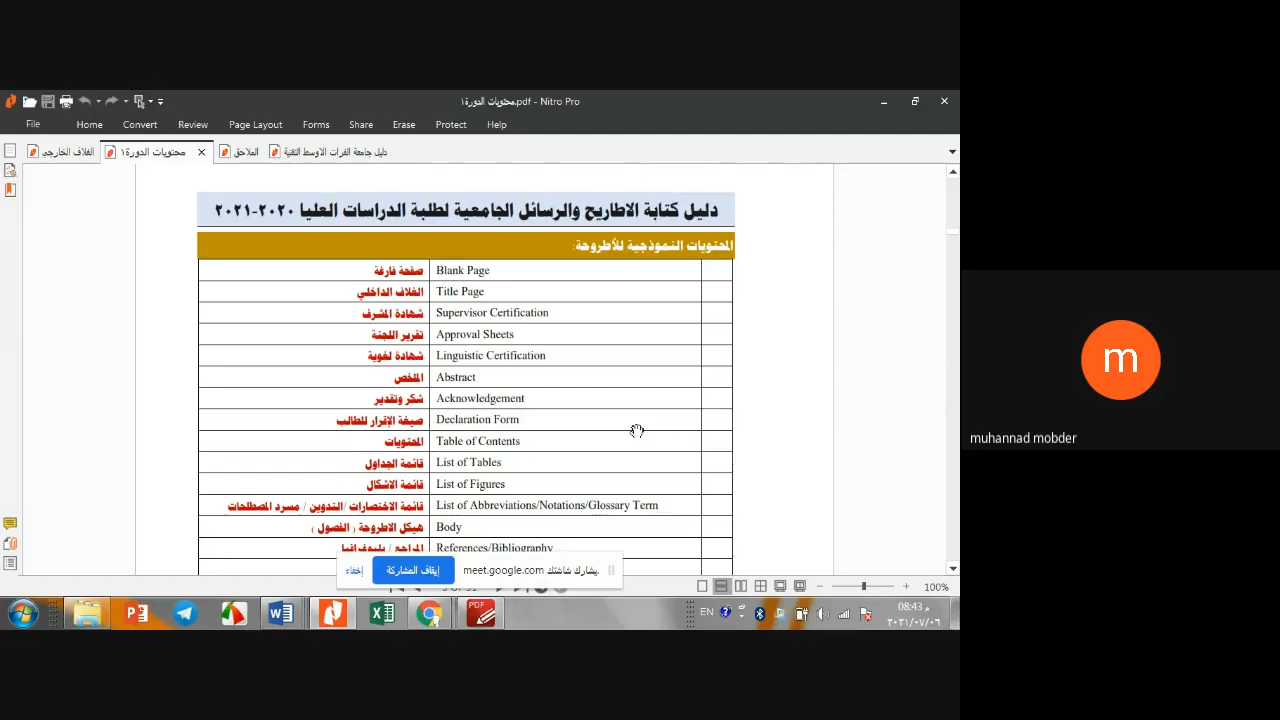 محتويات الدورة١.pdf - Nitro Pro
File Home Convert Review Page Layout Forms Share Erase Protect Help
الغلاف الخارجي محتويات الدورة١ الملاحق دليل جامعة الفرات الاوسط التقنية
دليل كتابة الاطاريح والرسائل الجامعية لطلبة الدراسات العليا ٢٠٢٠-٢٠٢١
المحتويات النموذجية للأطروحة:
Blank Page صفحة فارغة
Title Page الغلاف الداخلي
Supervisor Certification شهادة المشرف
Approval Sheets تقرير اللجنة
Linguistic Certification شهادة لغوية
Abstract الملخص
Acknowledgement شكر وتقدير
Declaration Form صيغة الإقرار للطالب
Table of Contents المحتويات
List of Tables قائمة الجداول
List of Figures قائمة الاشكال
List of Abbreviations/Notations/Glossary Term قائمة الاختصارات /التدوين / مسرد المصطلحات
Body هيكل الاطروحة ( الفصول )
References/Bibliography المراجع / بليوغرافيا
يشارك شاشتك meet.google.com. إيقاف المشاركة إخفاء
100%
EN
08:43 م
٢٠٢١/٠٧/٠٦
PDF
m
muhannad mobder